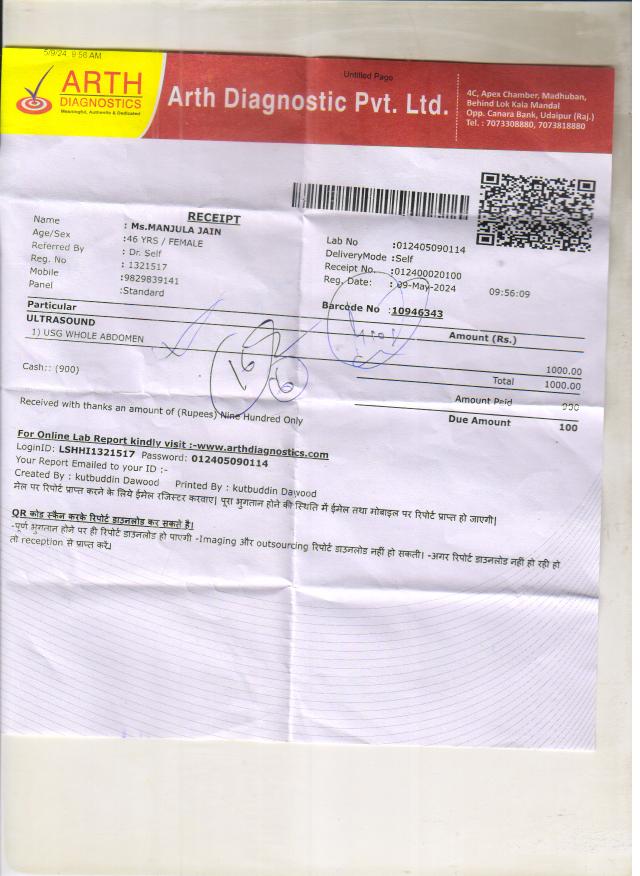 5/9/24, 9:56 AM
Untitled Page
ARTH
DIAGNOSTICS
Meaningful, Authentic & Dedicated
Arth Diagnostic Pvt. Ltd.
4C, Apex Chamber, Madhuban,
Behind Lok Kala Mandal
Opp. Canara Bank, Udaipur (Raj.)
Tel. : 7073308880, 7073818880
RECEIPT
Name : Ms.MANJULA JAIN
Age/Sex :46 YRS / FEMALE
Referred By : Dr. Self
Reg. No : 1321517
Mobile :9829839141
Panel :Standard
Lab No :012405090114
DeliveryMode :Self
Receipt No. :012400020100
Reg. Date: : 09-May-2024 09:56:09
Barcode No :10946343
Particular Amount (Rs.)
ULTRASOUND
1) USG WHOLE ABDOMEN 1000.00
Total 1000.00
Cash:: (900)
Amount Paid 900
Received with thanks an amount of (Rupees) Nine Hundred Only
Due Amount 100
For Online Lab Report kindly visit :-www.arthdiagnostics.com
LoginID: LSHHI1321517 Password: 012405090114
Your Report Emailed to your ID :-
Created By : kutbuddin Dawood Printed By : kutbuddin Dawood
मेल पर रिपोर्ट प्राप्त करने के लिये ईमेल रजिस्टर करवाए। पूरा भुगतान होने की स्थिति में ईमेल तथा मोबाइल पर रिपोर्ट प्राप्त हो जाएगी|
QR कोड स्कैन करके रिपोर्ट डाउनलोड कर सकते हैं।
-पूर्ण भुगतान होने पर ही रिपोर्ट डाउनलोड हो पाएगी -Imaging और outsourcing रिपोर्ट डाउनलोड नहीं हो सकती। -अगर रिपोर्ट डाउनलोड नहीं हो रही हो
तो reception से प्राप्त करें।